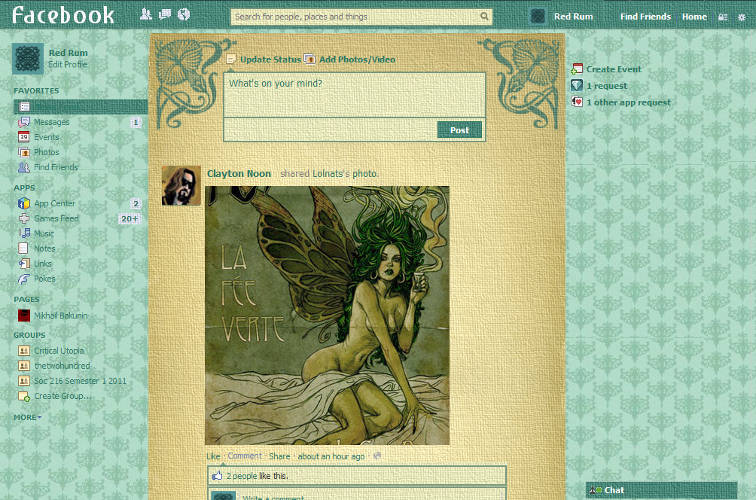 Facebook
Search for people, places and things
Red Rum
Find Friends
Home
Red Rum
Edit Profile
FAVORITES
Messages 1
Events
Photos
Find Friends
APPS
App Center 2
Games Feed 20+
Music
Notes
Links
Pokes
PAGES
Mikhail Bakunin
GROUPS
Critical Utopia
thetwohundred
Soc 216 Semester 1 2011
Create Group...
MORE
Update Status
Add Photos/Video
What's on your mind?
Post
Clayton Noon shared Lolnats's photo.
LA
FEE
VERTE
Like · Comment · Share · about an hour ago ·
2 people like this.
Write a comment
Create Event
1 request
1 other app request
Chat